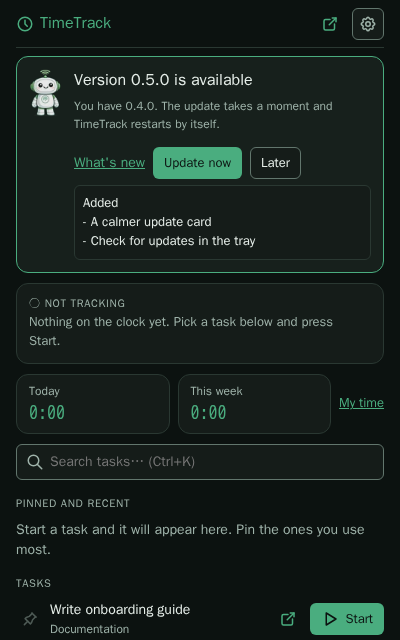 TimeTrack
Version 0.5.0 is available
You have 0.4.0. The update takes a moment and
TimeTrack restarts by itself.
What's new Update now Later
Added
- A calmer update card
- Check for updates in the tray
NOT TRACKING
Nothing on the clock yet. Pick a task below and press
Start.
Today This week
0:00 0:00 My time
Search tasks… (Ctrl+K)
PINNED AND RECENT
Start a task and it will appear here. Pin the ones you use
most.
TASKS
Write onboarding guide
Documentation
Start